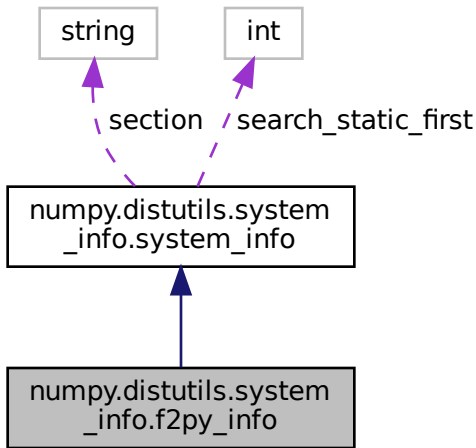 string
int
section
search_static_first
numpy.distutils.system
_info.system_info
numpy.distutils.system
_info.f2py_info